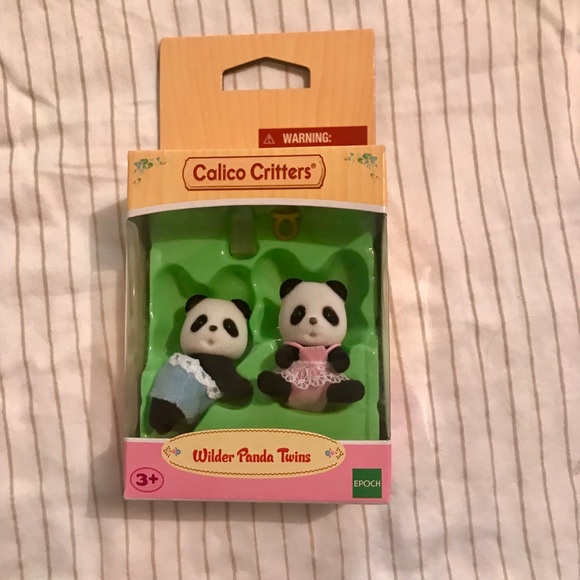 WARNING:
Calico Critters®
Wilder Panda Twins
3+
EPOCH